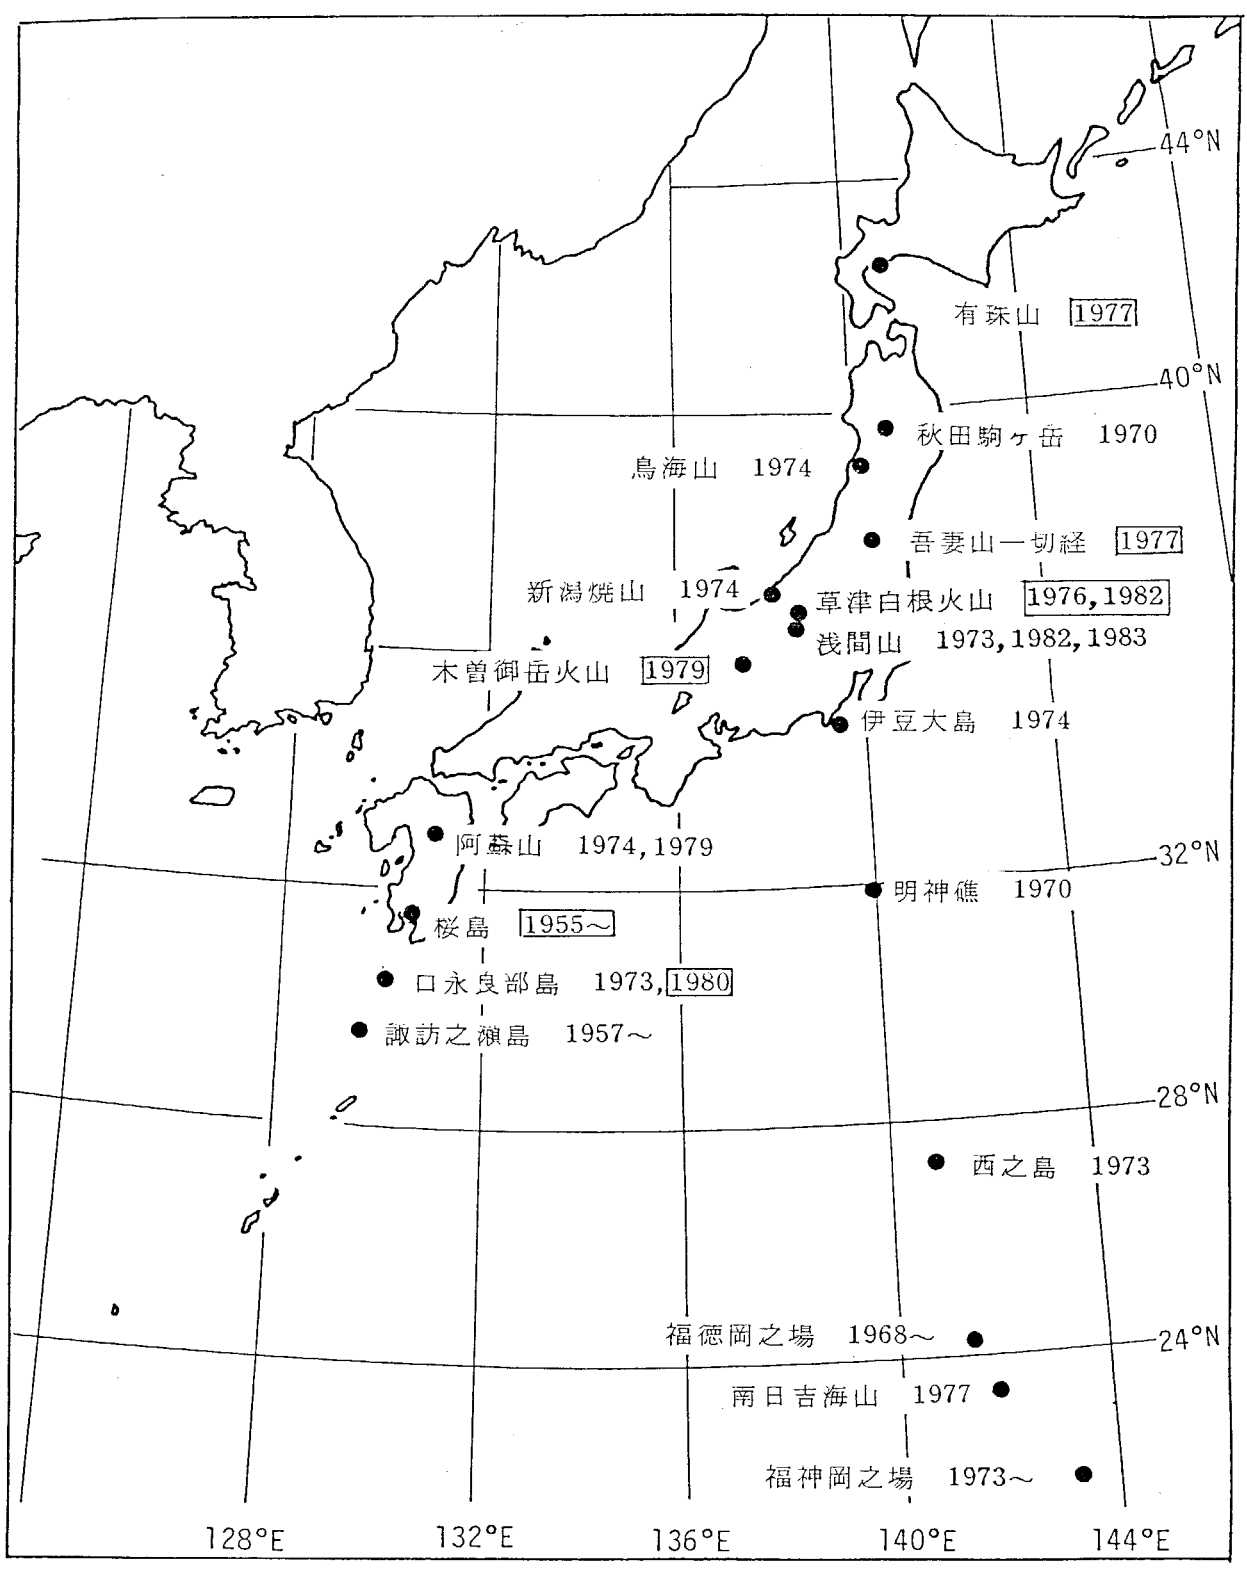 44°N
有珠山 1977
40°N
秋田駒ヶ岳 1970
鳥海山 1974
吾妻山一切経 1977
新潟焼山 1974
草津白根火山 1976,1982
浅間山 1973,1982,1983
木曽御岳火山 1979
伊豆大島 1974
阿蘇山 1974,1979
32°N
明神礁 1970
桜島 1955～
口永良部島 1973,1980
諏訪之瀬島 1957～
28°N
西之島 1973
福徳岡之場 1968～
24°N
南日吉海山 1977
福神岡之場 1973～
128°E 132°E 136°E 140°E 144°E